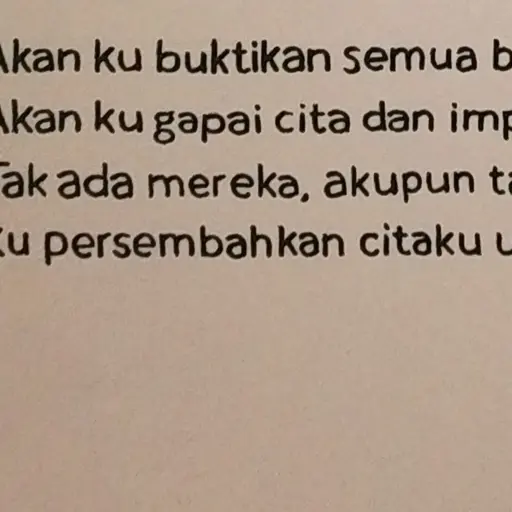 Akan ku buktikan semua
Akan ku gapai cita dan
Tak ada mereka, akupun
Ku persembahkan citaku